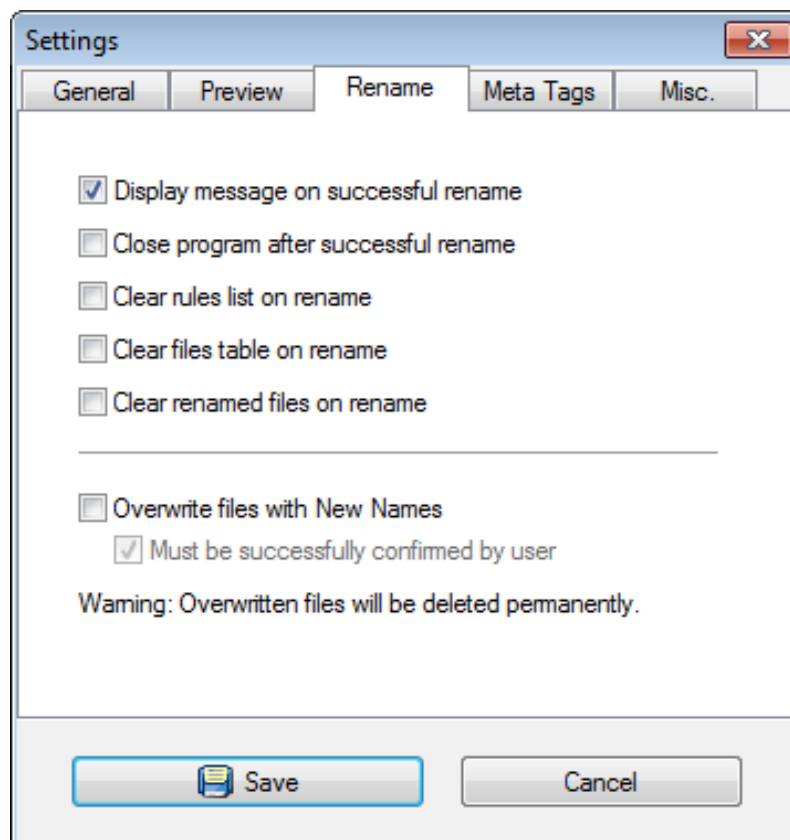 Settings
General Preview Rename Meta Tags Misc.
Display message on successful rename
Close program after successful rename
Clear rules list on rename
Clear files table on rename
Clear renamed files on rename
Overwrite files with New Names
Must be successfully confirmed by user
Warning: Overwritten files will be deleted permanently.
Save Cancel